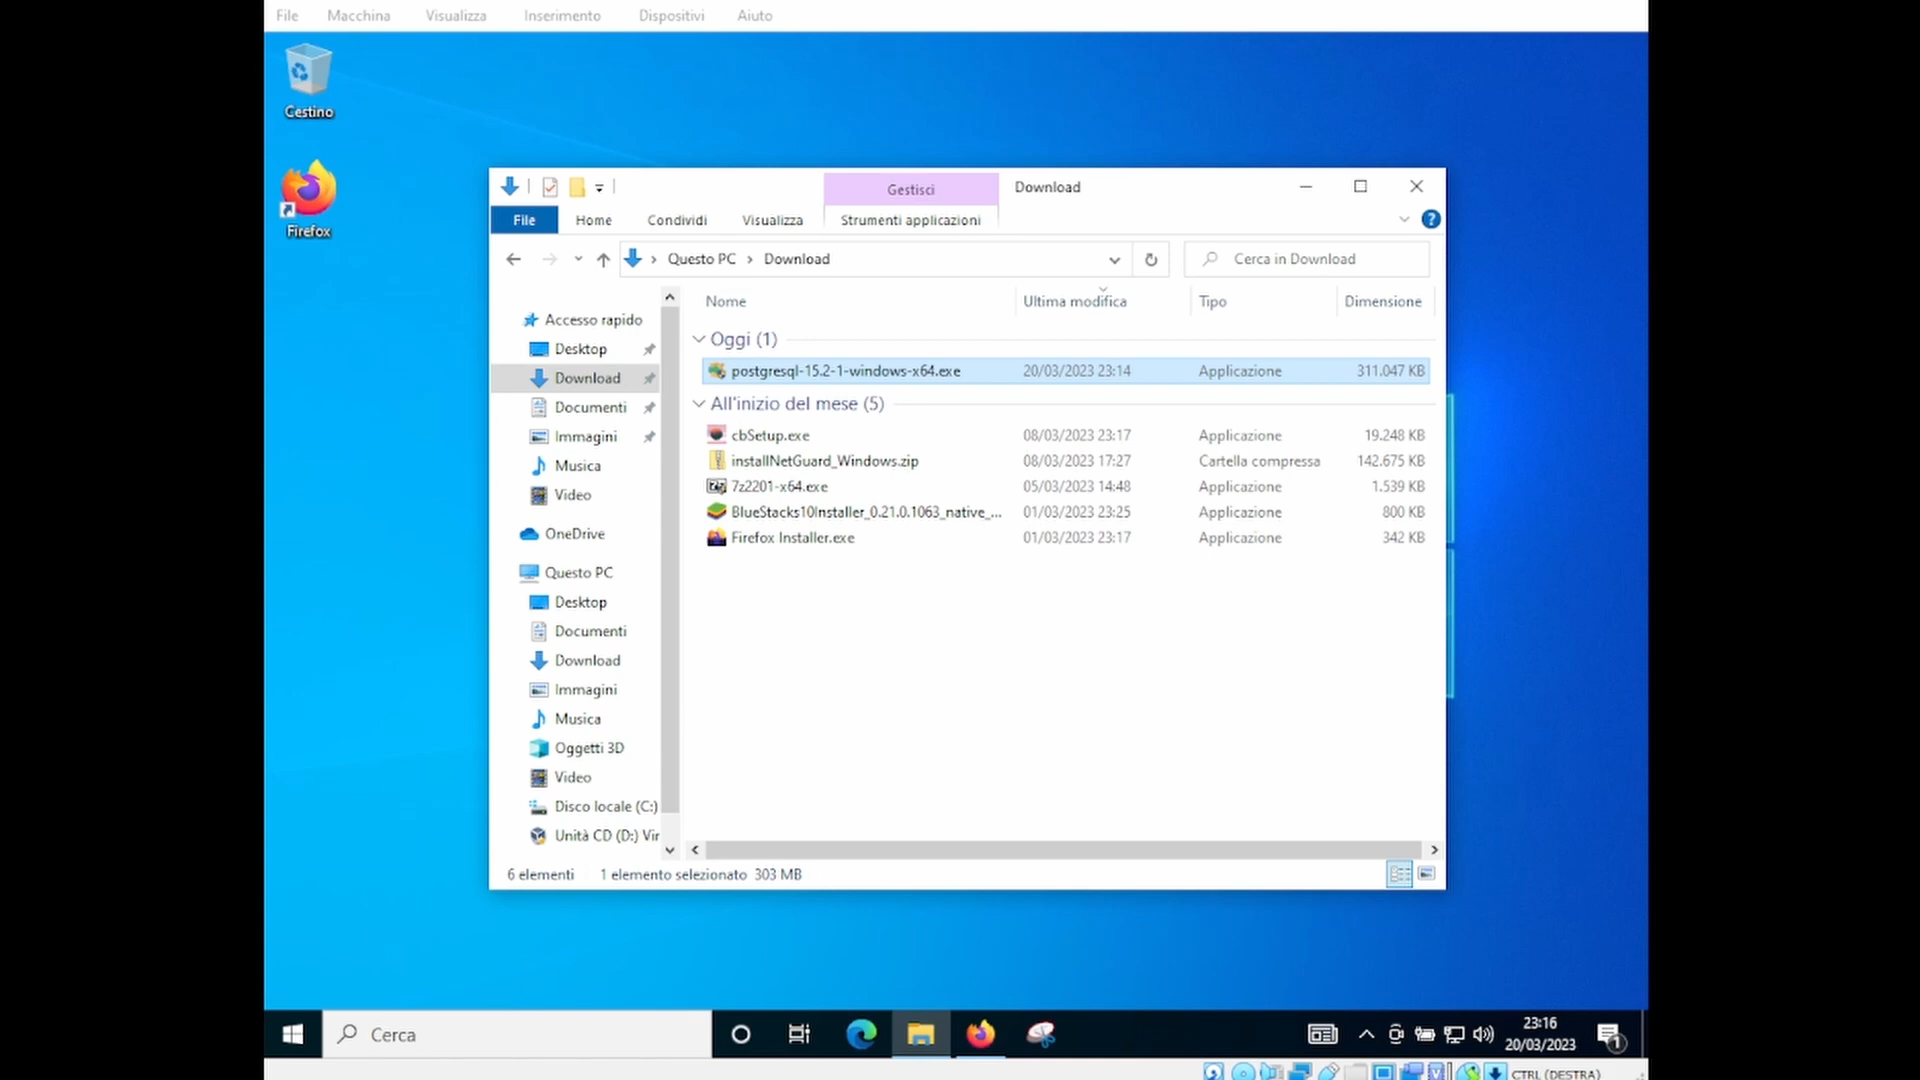 File Macchina Visualizza Inserimento Dispositivi Aiuto
Cestino
Firefox
Gestisci Download
File Home Condividi Visualizza Strumenti applicazioni
Questo PC Download Cerca in Download
Nome Ultima modifica Tipo Dimensione
Accesso rapido
Desktop
Download
Documenti
Immagini
Musica
Video
OneDrive
Questo PC
Desktop
Documenti
Download
Immagini
Musica
Oggetti 3D
Video
Disco locale (C:)
Unità CD (D:) Vir
Oggi (1)
postgresql-15.2-1-windows-x64.exe 20/03/2023 23:14 Applicazione 311.047 KB
All'inizio del mese (5)
cbSetup.exe 08/03/2023 23:17 Applicazione 19.248 KB
installNetGuard_Windows.zip 08/03/2023 17:27 Cartella compressa 142.675 KB
7z2201-x64.exe 05/03/2023 14:48 Applicazione 1.539 KB
BlueStacks10Installer_0.21.0.1063_native_... 01/03/2023 23:25 Applicazione 800 KB
Firefox Installer.exe 01/03/2023 23:17 Applicazione 342 KB
6 elementi 1 elemento selezionato 303 MB
Cerca
23:16
20/03/2023
1
CTRL (DESTRA)